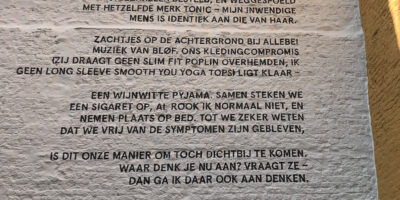 BESTELD, EN WEGGESPOELD
MET HETZELFDE MERK TONIC – MIJN INWENDIGE
MENS IS IDENTIEK AAN DIE VAN HAAR.
ZACHTJES OP DE ACHTERGROND BIJ ALLEBEI
MUZIEK VAN BLØF. ONS KLEDINGCOMPROMIS
(ZIJ DRAAGT GEEN SLIM FIT POPLIN OVERHEMDEN, IK
GEEN LONG SLEEVE SMOOTH YOU YOGA TOPS) LIGT KLAAR –
EEN WIJNWITTE PYJAMA. SAMEN STEKEN WE
EEN SIGARET OP, AL ROOK IK NORMAAL NIET, EN
NEMEN PLAATS OP BED. TOT WE ZEKER WETEN
DAT WE VRIJ VAN DE SYMPTOMEN ZIJN GEBLEVEN,
IS DIT ONZE MANIER OM TOCH DICHTBIJ TE KOMEN.
WAAR DENK JE NU AAN? VRAAGT ZE –
DAN GA IK DAAR OOK AAN DENKEN.